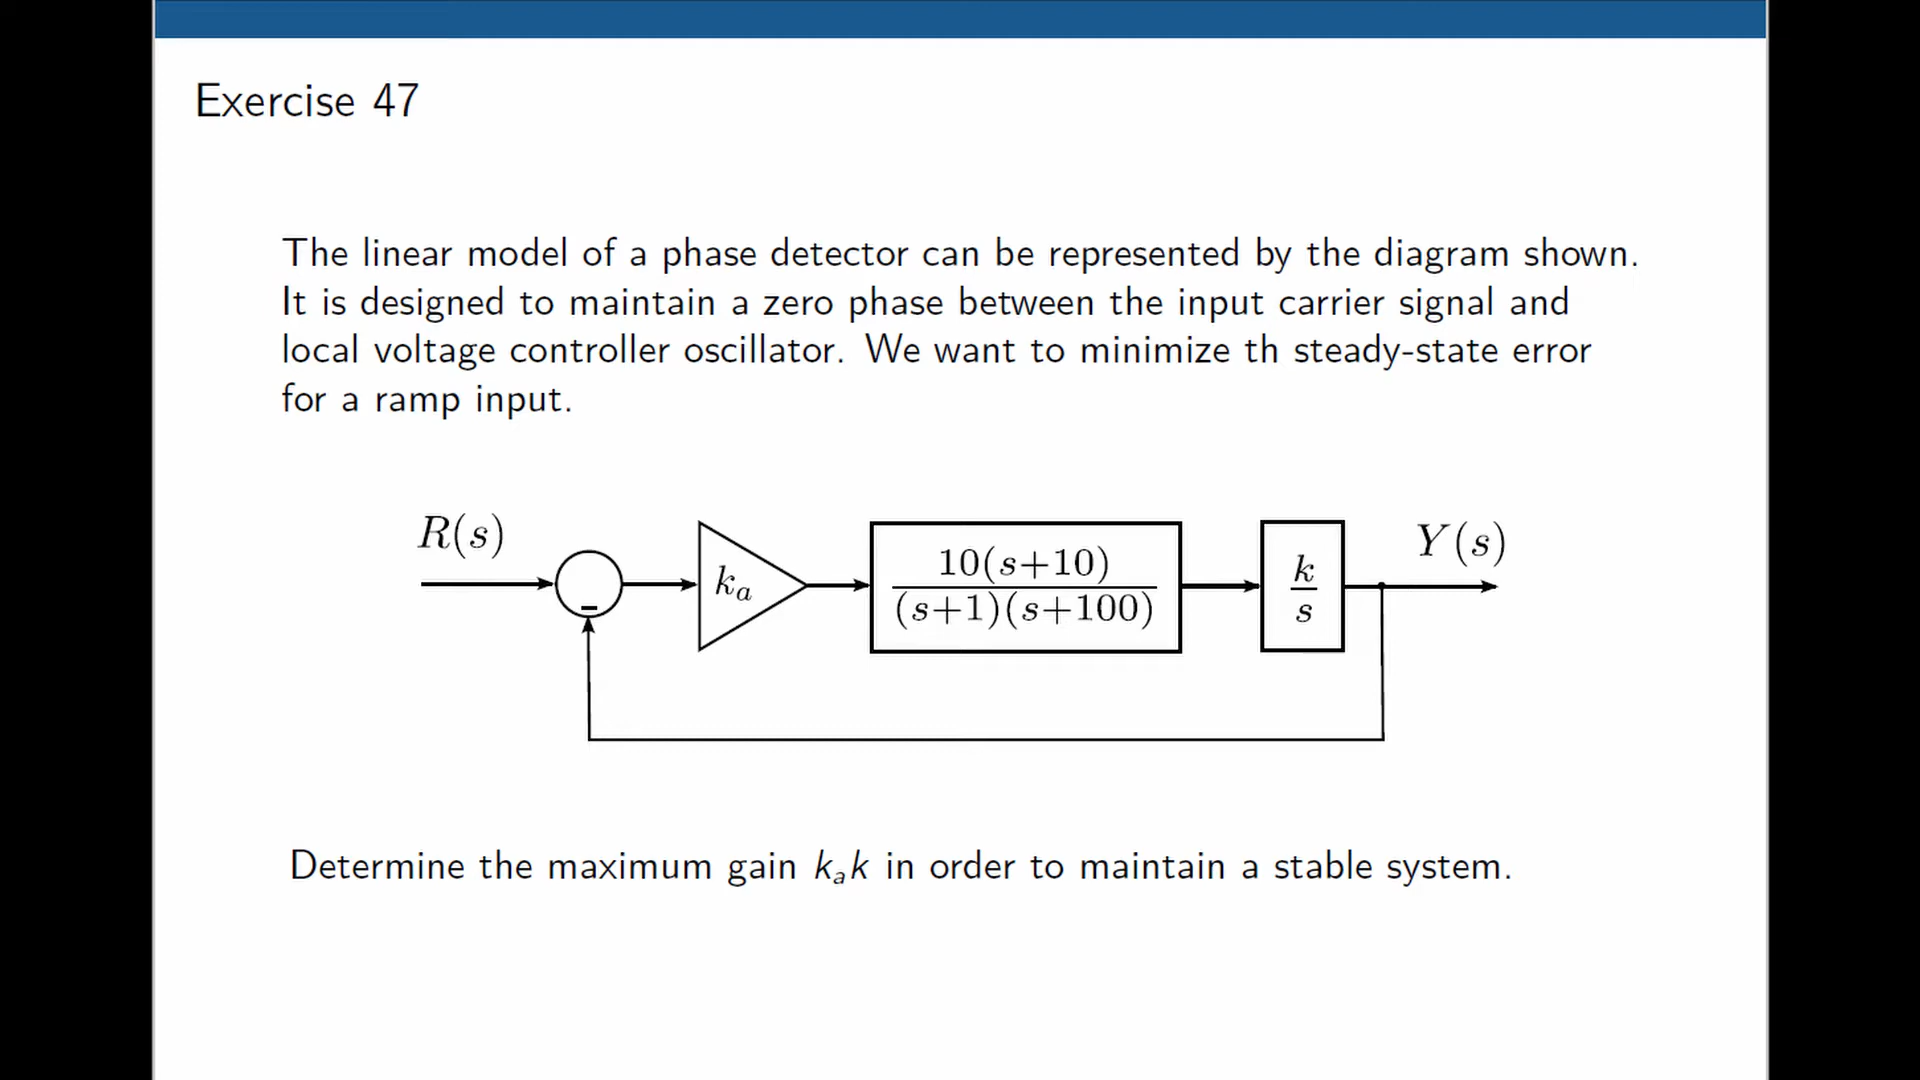 Exercise 47
The linear model of a phase detector can be represented by the diagram shown.
It is designed to maintain a zero phase between the input carrier signal and
local voltage controller oscillator. We want to minimize th steady-state error
for a ramp input.
R(s)
kₐ
10(s+10)
(s+1)(s+100)
k
s
Y(s)
-
Determine the maximum gain kₐk in order to maintain a stable system.